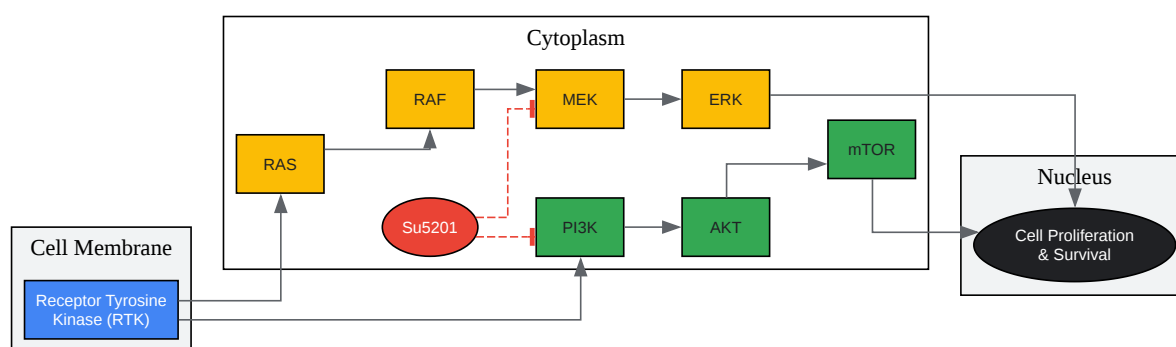 Cytoplasm
RAF
MEK
ERK
RAS
mTOR
Su5201
PI3K
AKT
Nucleus
Cell Proliferation
& Survival
Cell Membrane
Receptor Tyrosine
Kinase (RTK)